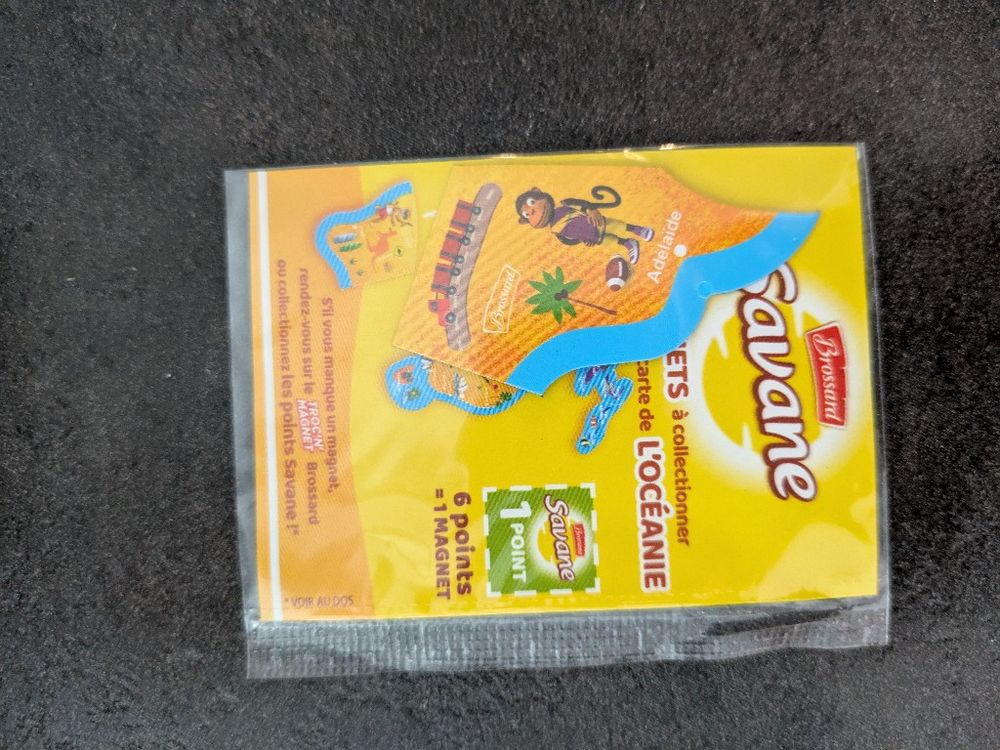 Brossard
Savane
ETS à collectionner
carte de L'OCÉANIE
Adelaide
Brossard
Brossard
Savane
1 POINT
6 points
= 1 MAGNET
S'il vous manque un magnet,
rendez-vous sur le TROC'N' MAGNET Brossard
ou collectionnez les points Savane !*
* VOIR AU DOS